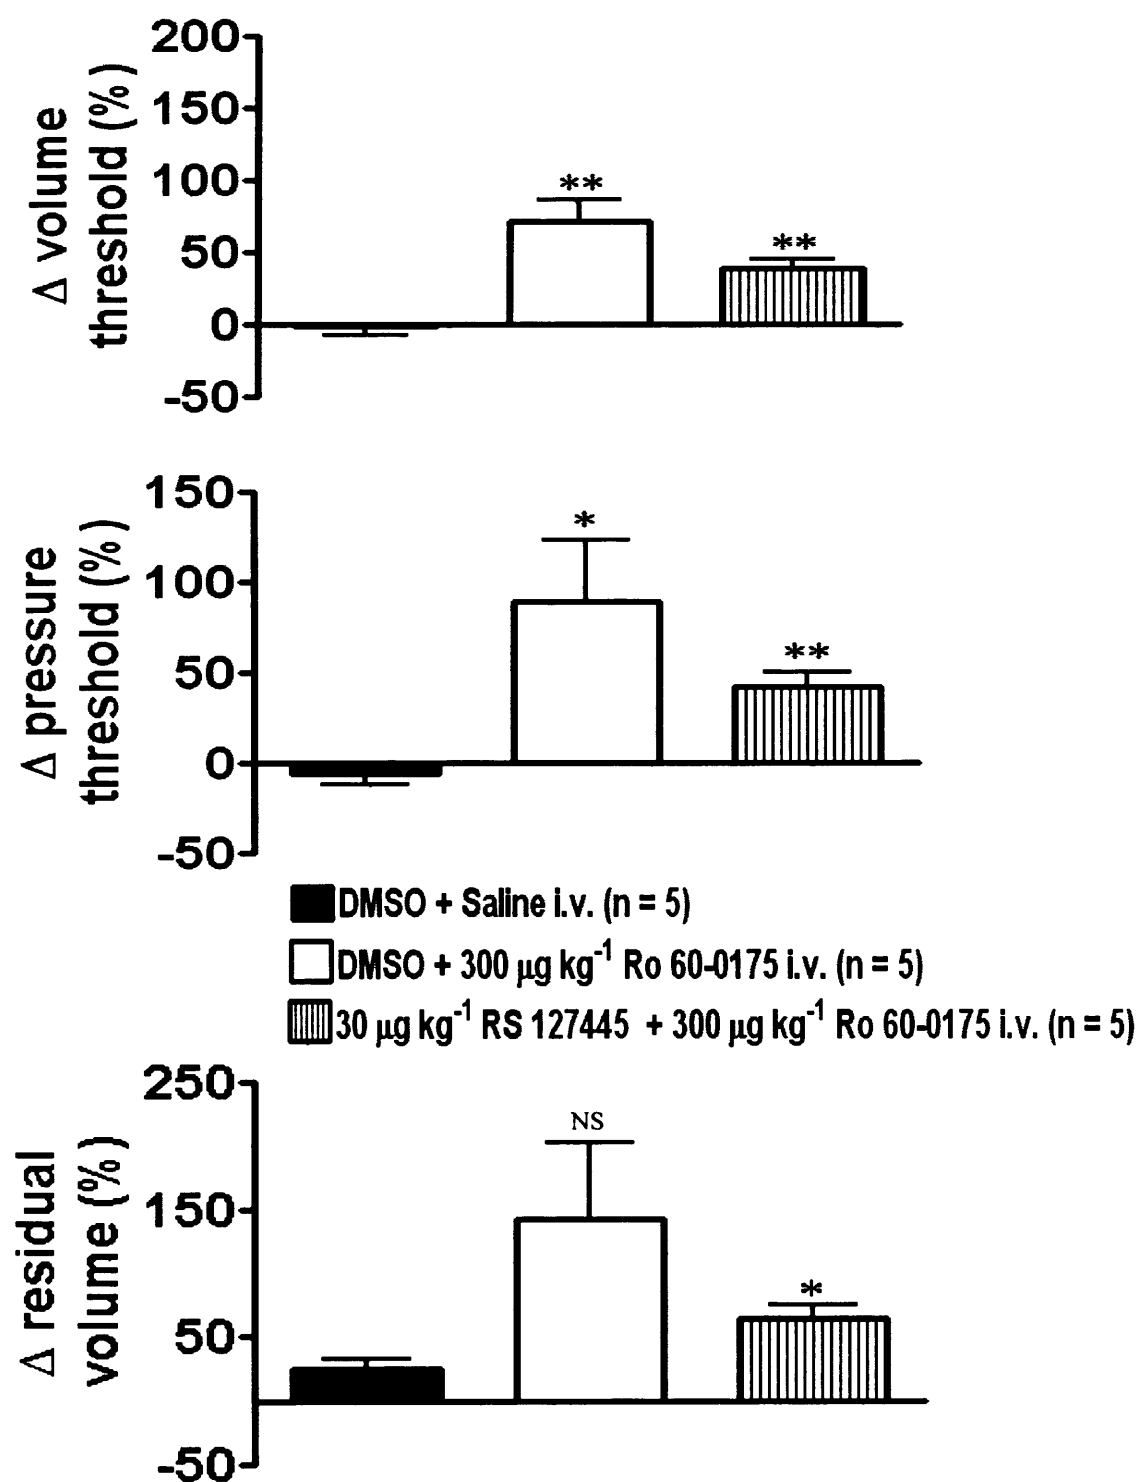 Δ volume
threshold (%)
200
150
100
50
0
-50
**
**
Δ pressure
threshold (%)
150
100
50
0
-50
*
**
DMSO + Saline i.v. (n = 5)
DMSO + 300 μg kg⁻¹ Ro 60-0175 i.v. (n = 5)
30 μg kg⁻¹ RS 127445 + 300 μg kg⁻¹ Ro 60-0175 i.v. (n = 5)
Δ residual
volume (%)
250
150
50
-50
NS
*